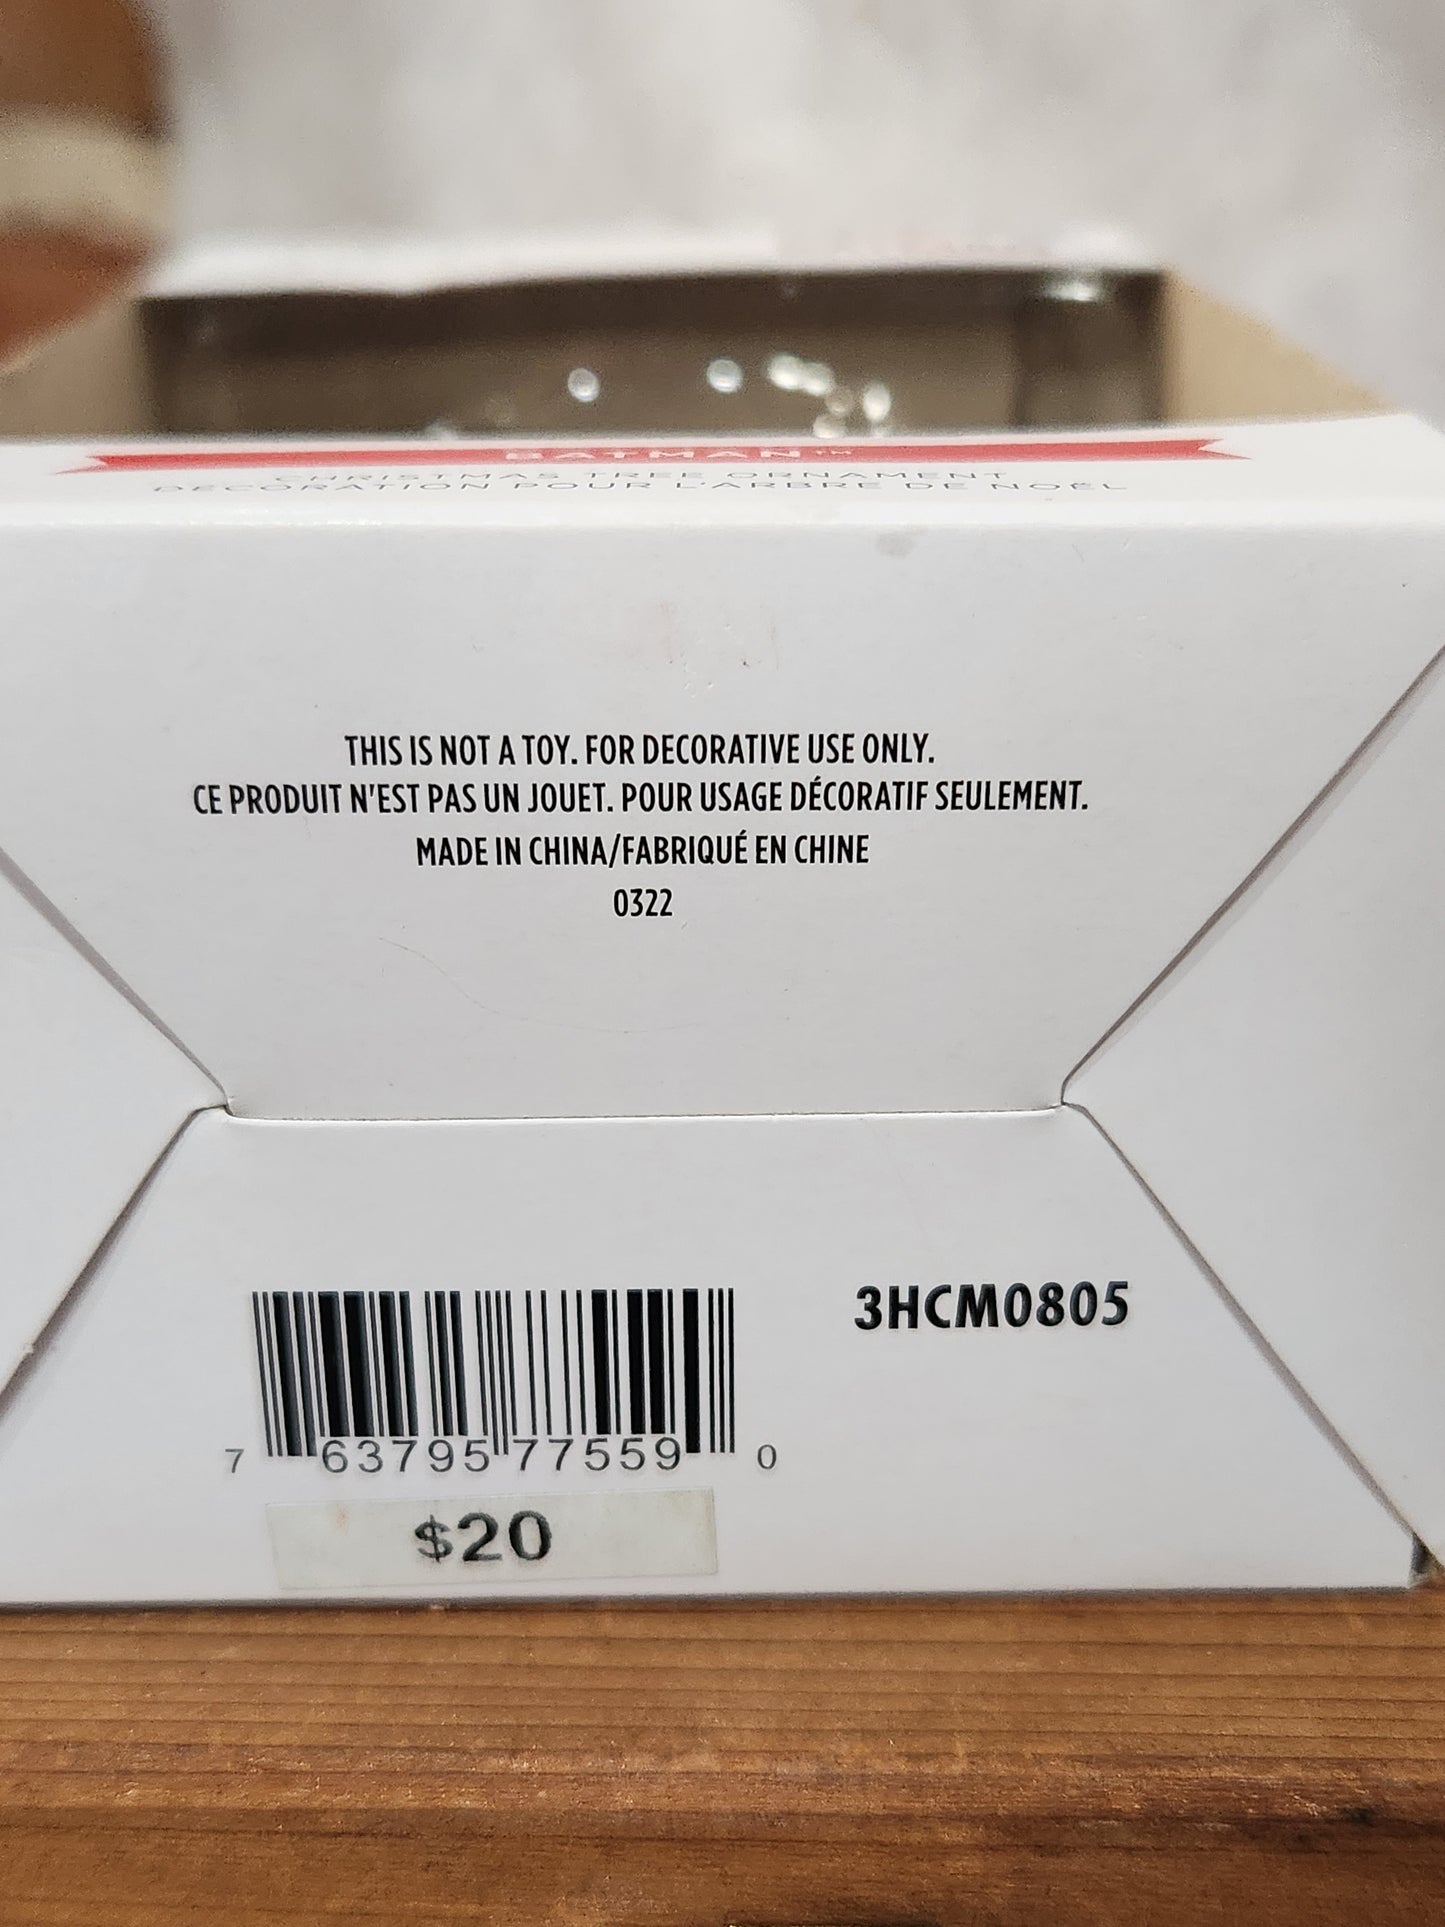 BATMAN™
CHRISTMAS TREE ORNAMENT
DÉCORATION POUR L'ARBRE DE NOËL
THIS IS NOT A TOY. FOR DECORATIVE USE ONLY.
CE PRODUIT N'EST PAS UN JOUET. POUR USAGE DÉCORATIF SEULEMENT.
MADE IN CHINA/FABRIQUÉ EN CHINE
0322
3HCM0805
7 63795 77559 0
$20